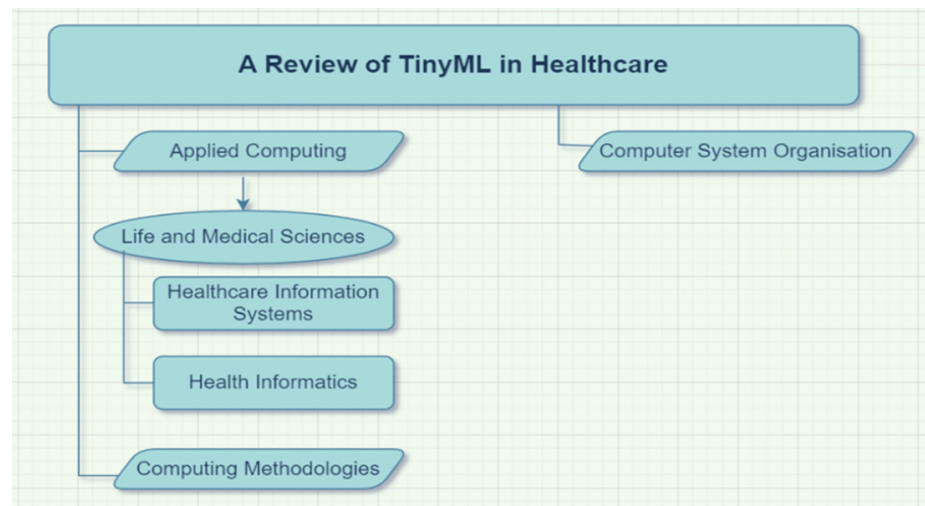 A Review of TinyML in Healthcare
Applied Computing
Computer System Organisation
Life and Medical Sciences
Healthcare Information
Systems
Health Informatics
Computing Methodologies